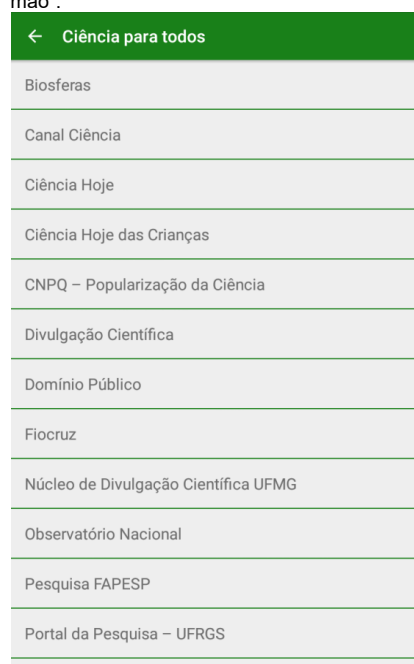 mão".
Ciência para todos
Biosferas
Canal Ciência
Ciência Hoje
Ciência Hoje das Crianças
CNPQ – Popularização da Ciência
Divulgação Científica
Domínio Público
Fiocruz
Núcleo de Divulgação Científica UFMG
Observatório Nacional
Pesquisa FAPESP
Portal da Pesquisa – UFRGS